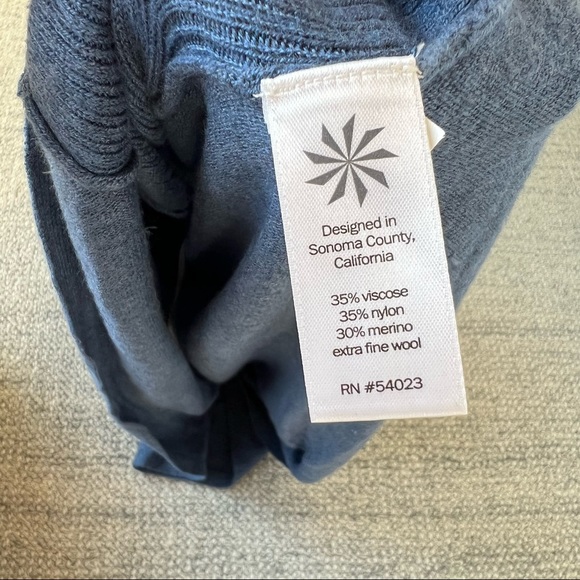 Designed in
Sonoma County,
California
35% viscose
35% nylon
30% merino
extra fine wool
RN #54023